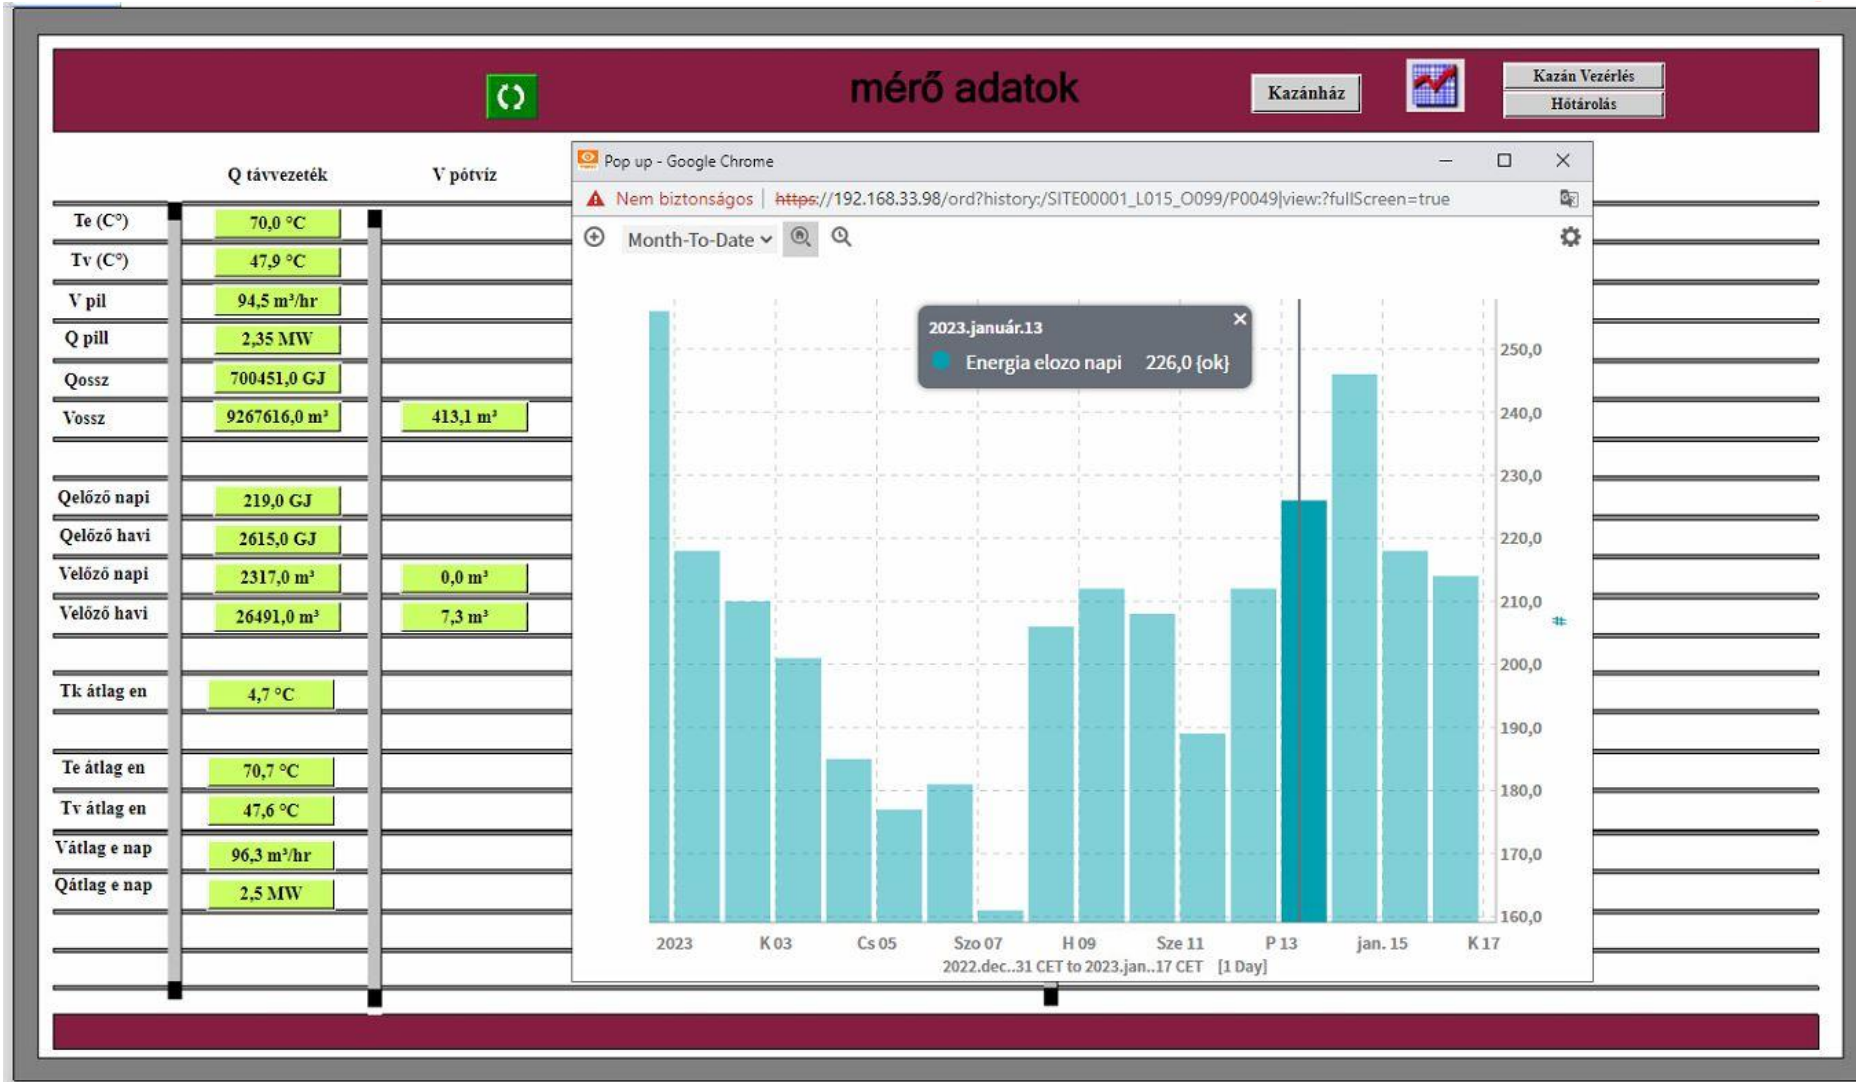 mérő adatok
Kazánház
Kazán Vezérlés
Hőtárolás
Q távvezeték
V pótvíz
Te (C°)
70,0 °C
Tv (C°)
47,9 °C
V pil
94,5 m³/hr
Q pill
2,35 MW
Qossz
700451,0 GJ
Vossz
9267616,0 m³
413,1 m³
Qelőző napi
219,0 GJ
Qelőző havi
2615,0 GJ
Velőző napi
2317,0 m³
0,0 m³
Velőző havi
26491,0 m³
7,3 m³
Tk átlag en
4,7 °C
Te átlag en
70,7 °C
Tv átlag en
47,6 °C
Vátlag e nap
96,3 m³/hr
Qátlag e nap
2,5 MW
Pop up - Google Chrome
Nem biztonságos | https://192.168.33.98/ord?history:/SITE00001_L015_O099/P0049|view:?fullScreen=true
Month-To-Date
2023.január.13
Energia elozo napi 226,0 {ok}
250,0
240,0
230,0
220,0
210,0
#
200,0
190,0
180,0
170,0
160,0
2023 K 03 Cs 05 Szo 07 H 09 Sze 11 P 13 jan. 15 K 17
2022.dec..31 CET to 2023.jan..17 CET [1 Day]